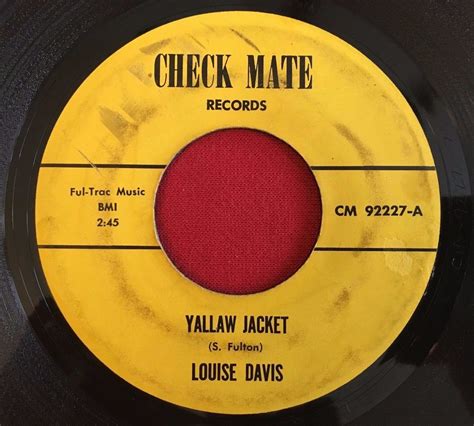 CHECK MATE
RECORDS
Ful-Trac Music
BMI
2:45
CM 92227-A
YALLAW JACKET
(S. Fulton)
LOUISE DAVIS